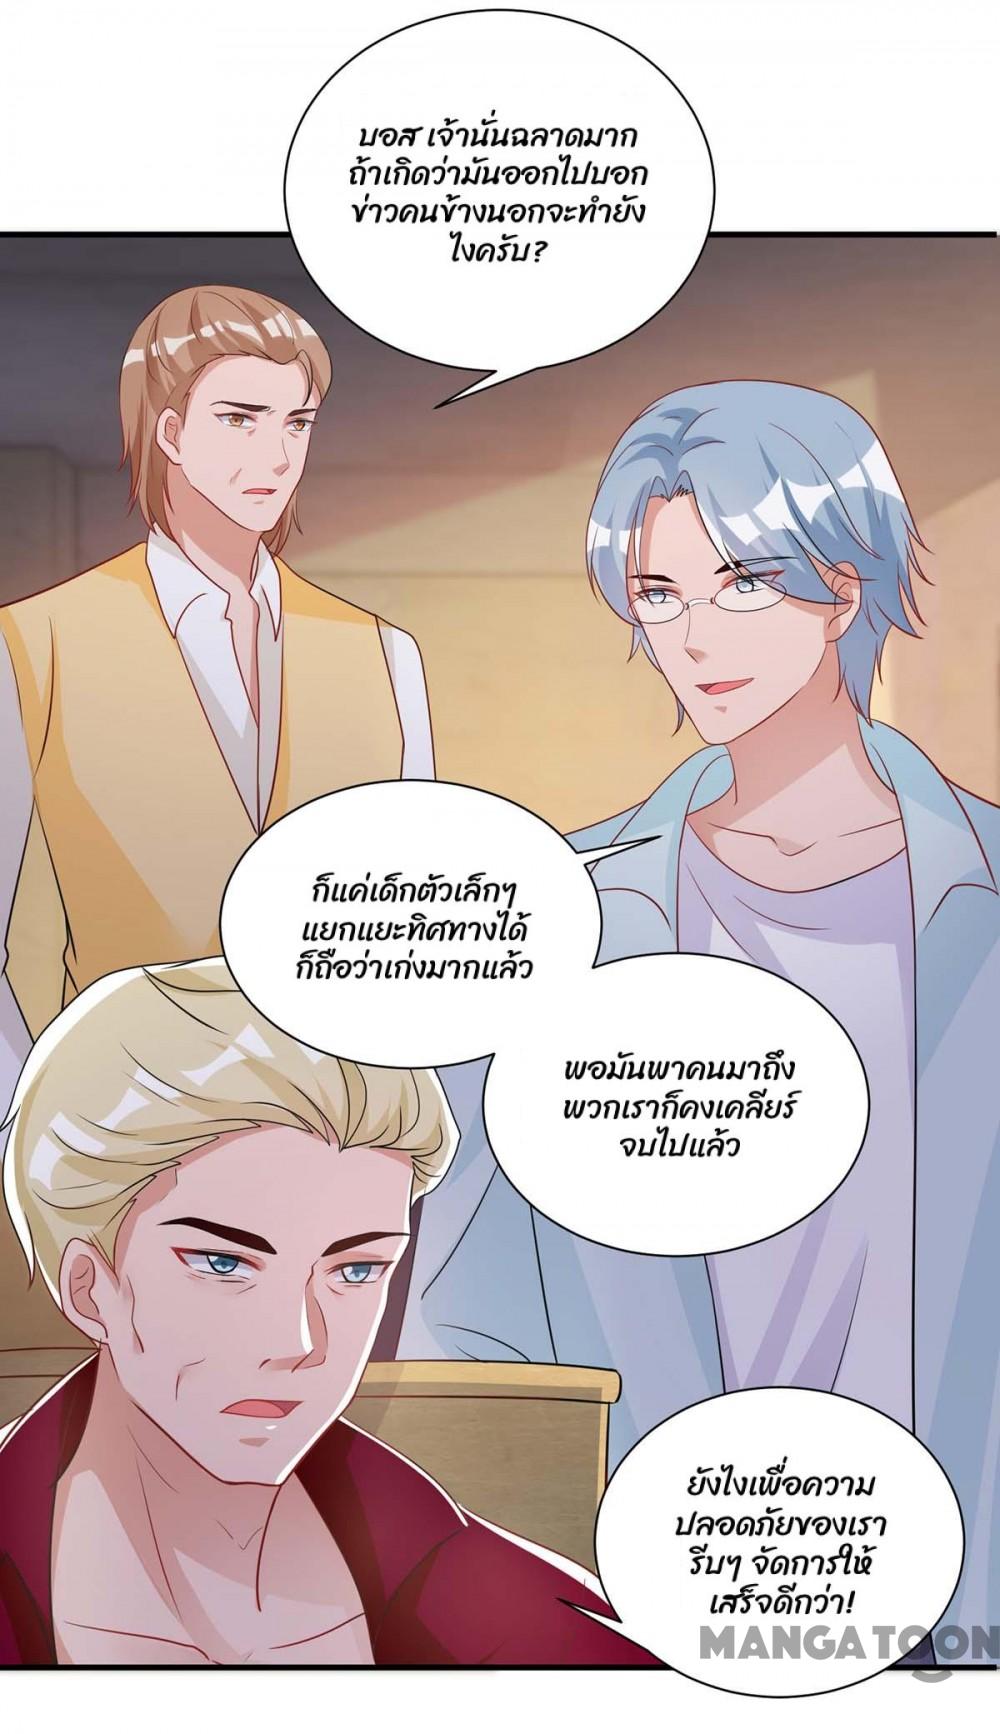 บอส เจ้านั่นฉลาดมาก
ถ้าเกิดว่ามันออกไปบอก
ข่าวคนข้างนอกจะทำยัง
ไงครับ?
ก็แค่เด็กตัวเล็กๆ
แยกแยะทิศทางได้
ก็ถือว่าเก่งมากแล้ว
พอมันพาคนมาถึง
พวกเราก็คงเคลียร์
จบไปแล้ว
ยังไงเพื่อความ
ปลอดภัยของเรา
รีบๆ จัดการให้
เสร็จดีกว่า!
MANGATOON